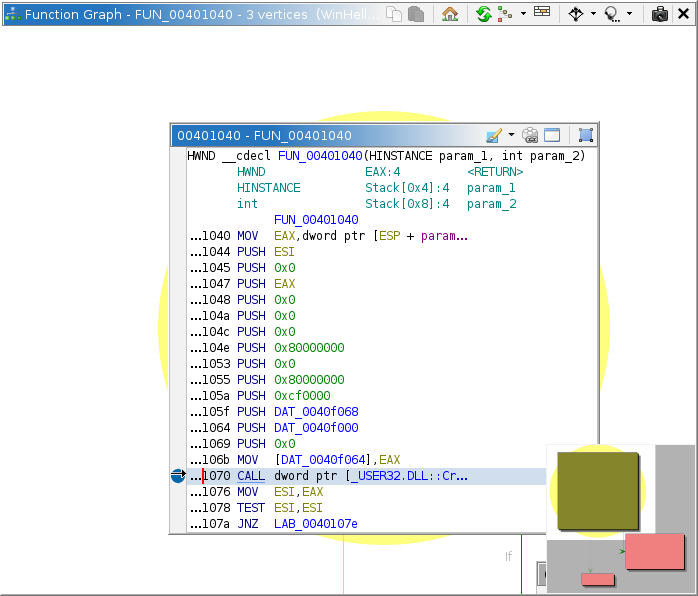 Function Graph - FUN_00401040 - 3 vertices (WinHell...
00401040 - FUN_00401040
HWND __cdecl FUN_00401040(HINSTANCE param_1, int param_2)
HWND EAX:4 <RETURN>
HINSTANCE Stack[0x4]:4 param_1
int Stack[0x8]:4 param_2
FUN_00401040
...1040 MOV EAX,dword ptr [ESP + param...
...1044 PUSH ESI
...1045 PUSH 0x0
...1047 PUSH EAX
...1048 PUSH 0x0
...104a PUSH 0x0
...104c PUSH 0x0
...104e PUSH 0x80000000
...1053 PUSH 0x0
...1055 PUSH 0x80000000
...105a PUSH 0xcf0000
...105f PUSH DAT_0040f068
...1064 PUSH DAT_0040f000
...1069 PUSH 0x0
...106b MOV [DAT_0040f064],EAX
...1070 CALL dword ptr [_USER32.DLL::Cr...
...1076 MOV ESI,EAX
...1078 TEST ESI,ESI
...107a JNZ LAB_0040107e
If